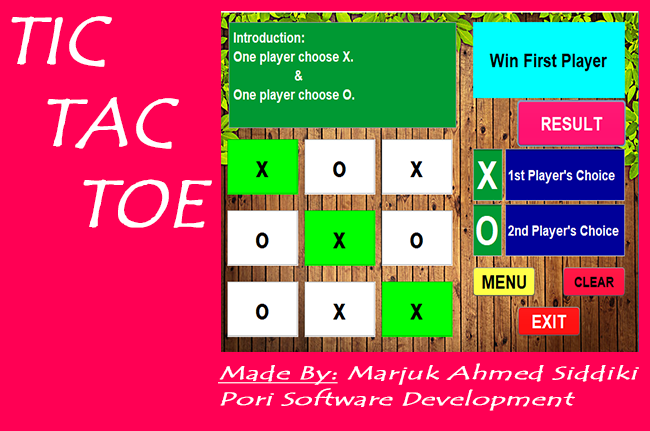 TIC
TAC
TOE
Introduction:
One player choose X.
&
One player choose O.
Win First Player
RESULT
X O X
O X O
O X X
X 1st Player's Choice
O 2nd Player's Choice
MENU CLEAR
EXIT
Made By: Marjuk Ahmed Siddiki
Pori Software Development